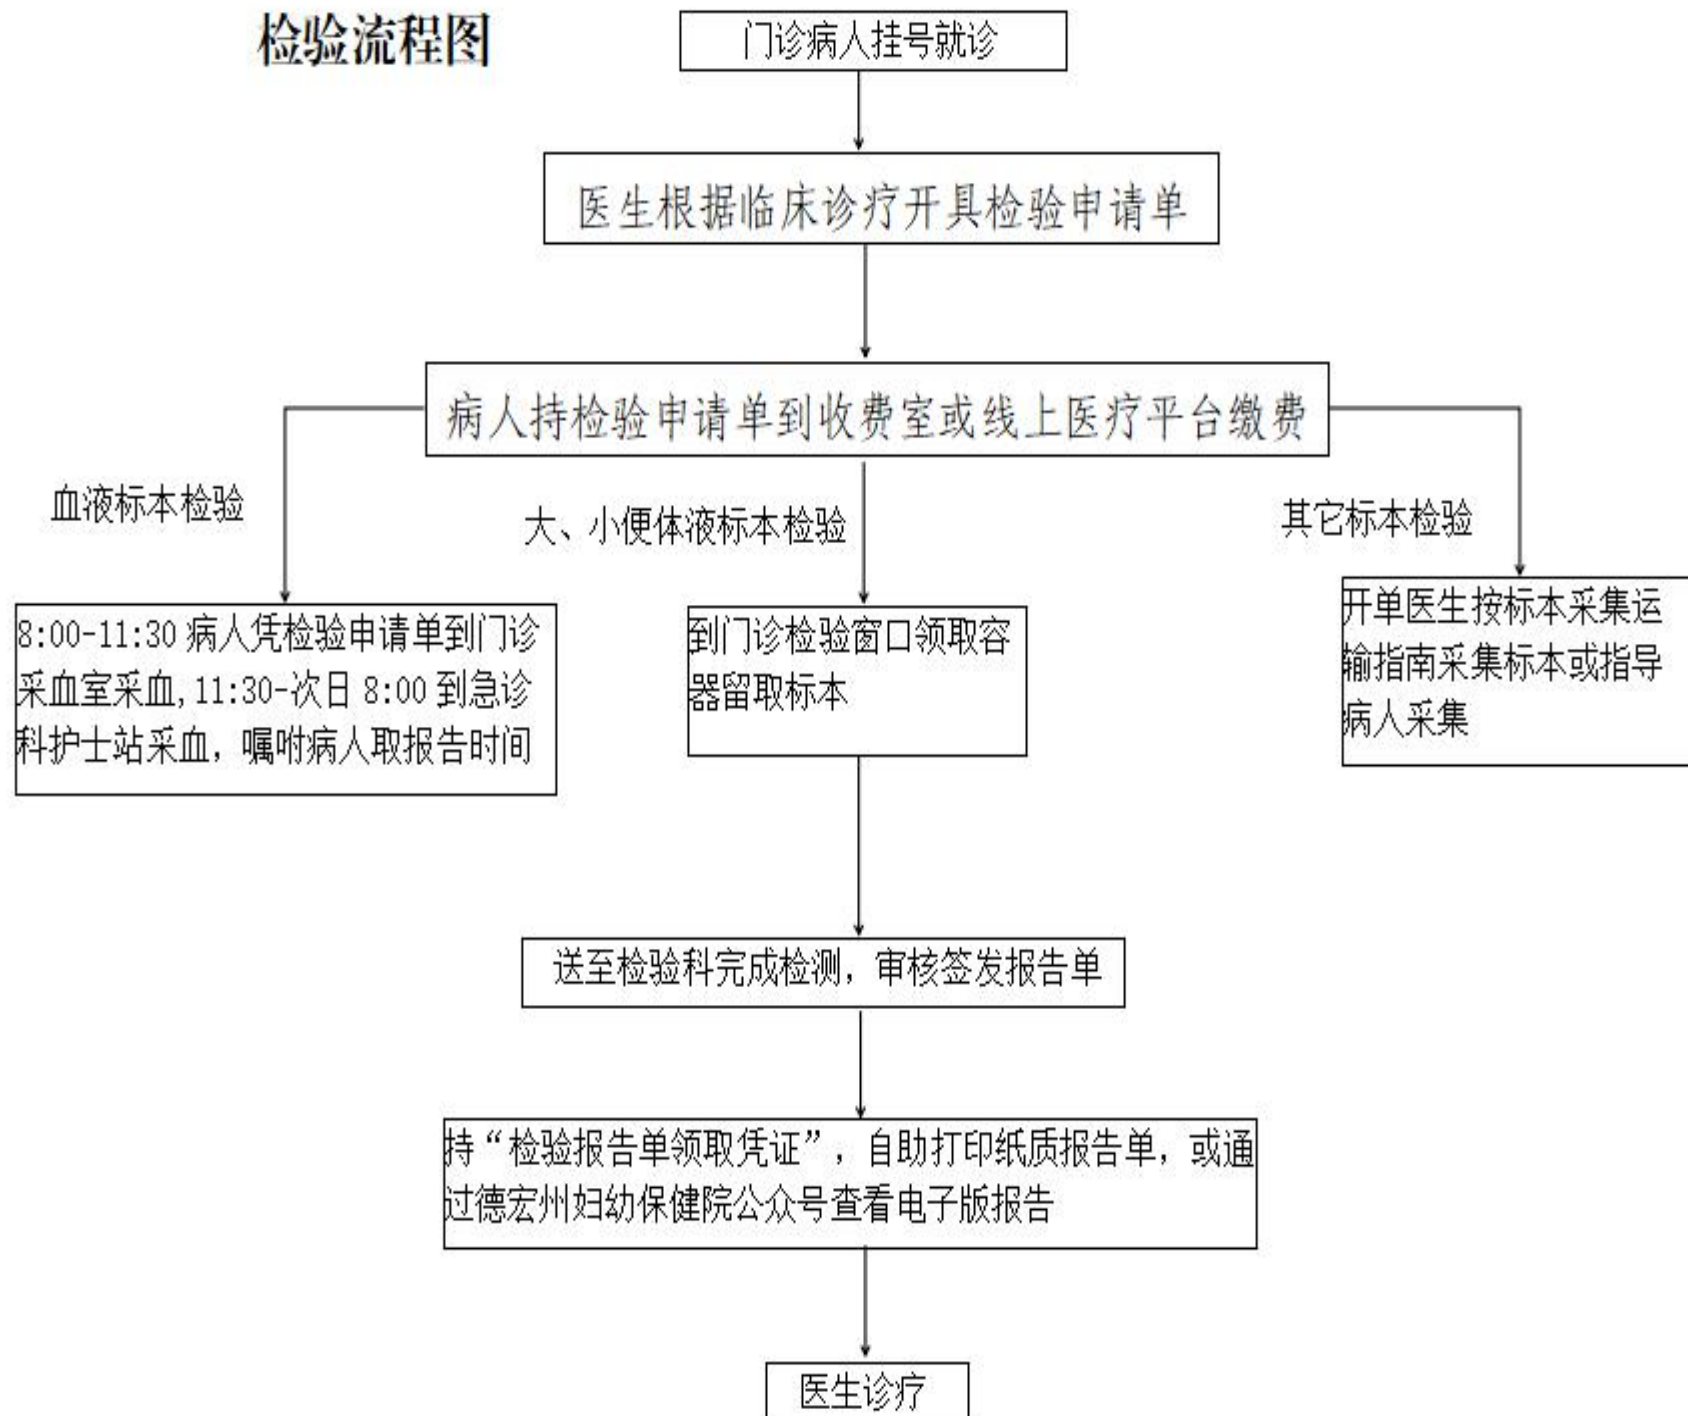 检验流程图
门诊病人挂号就诊
医生根据临床诊疗开具检验申请单
病人持检验申请单到收费室或线上医疗平台缴费
血液标本检验
大、小便体液标本检验
其它标本检验
8:00-11:30 病人凭检验申请单到门诊
采血室采血,11:30-次日 8:00 到急诊
科护士站采血，嘱咐病人取报告时间
到门诊检验窗口领取容
器留取标本
开单医生按标本采集运
输指南采集标本或指导
病人采集
送至检验科完成检测，审核签发报告单
持“检验报告单领取凭证”，自助打印纸质报告单，或通
过德宏州妇幼保健院公众号查看电子版报告
医生诊疗